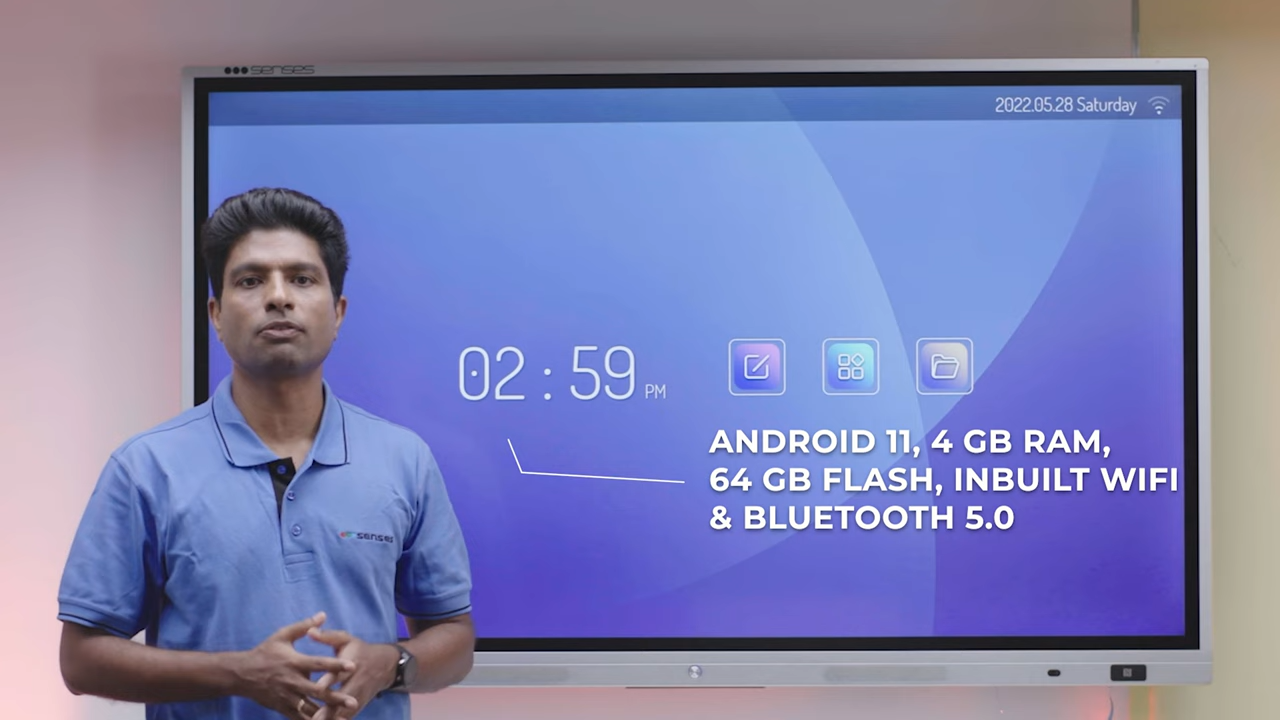 senses
2022.05.28 Saturday
02 : 59 PM
ANDROID 11, 4 GB RAM,
64 GB FLASH, INBUILT WIFI
& BLUETOOTH 5.0
senses